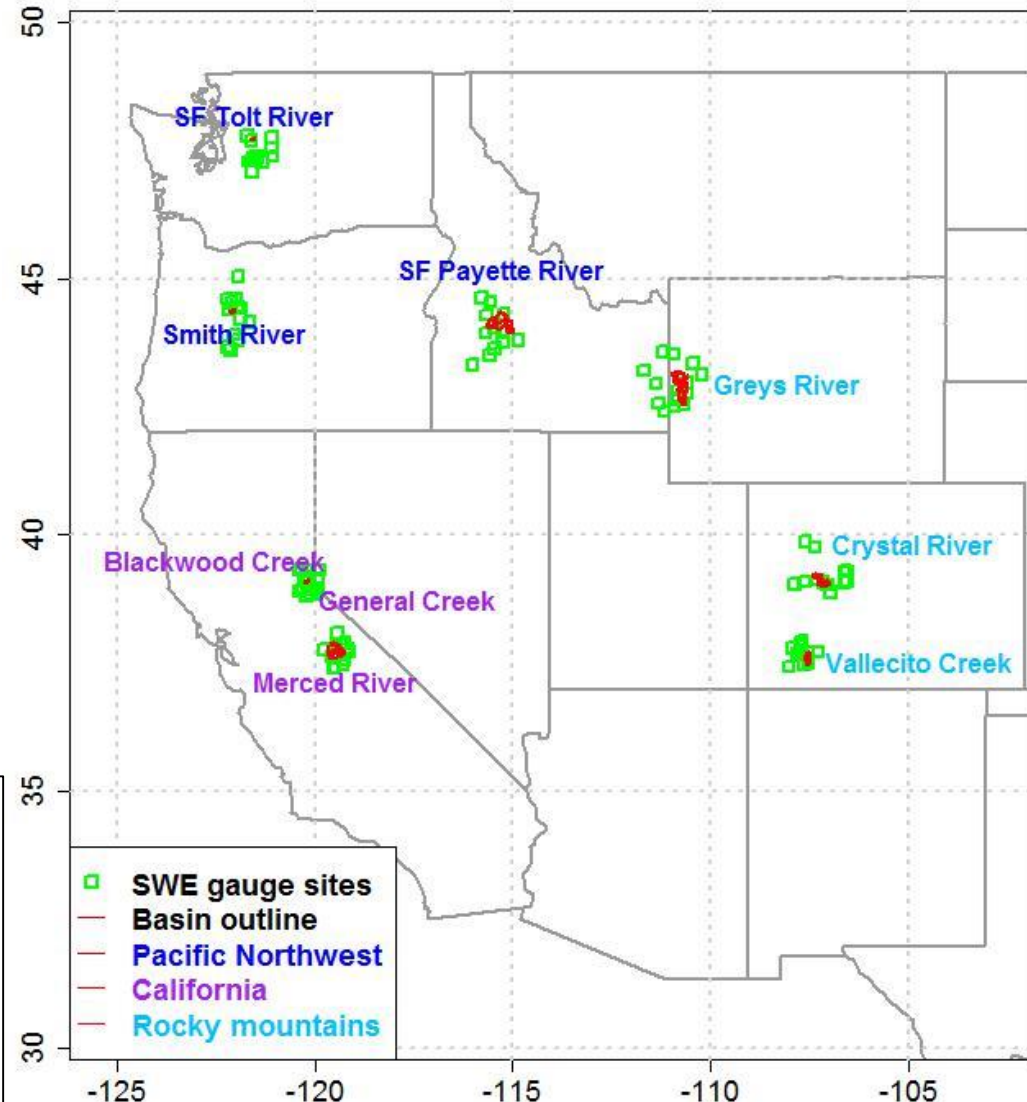 50
SF Tolt River
45
SF Payette River
Smith River
Greys River
40
Crystal River
Blackwood Creek
General Creek
Vallecito Creek
Merced River
35
SWE gauge sites
Basin outline
Pacific Northwest
California
Rocky mountains
30
-125 -120 -115 -110 -105